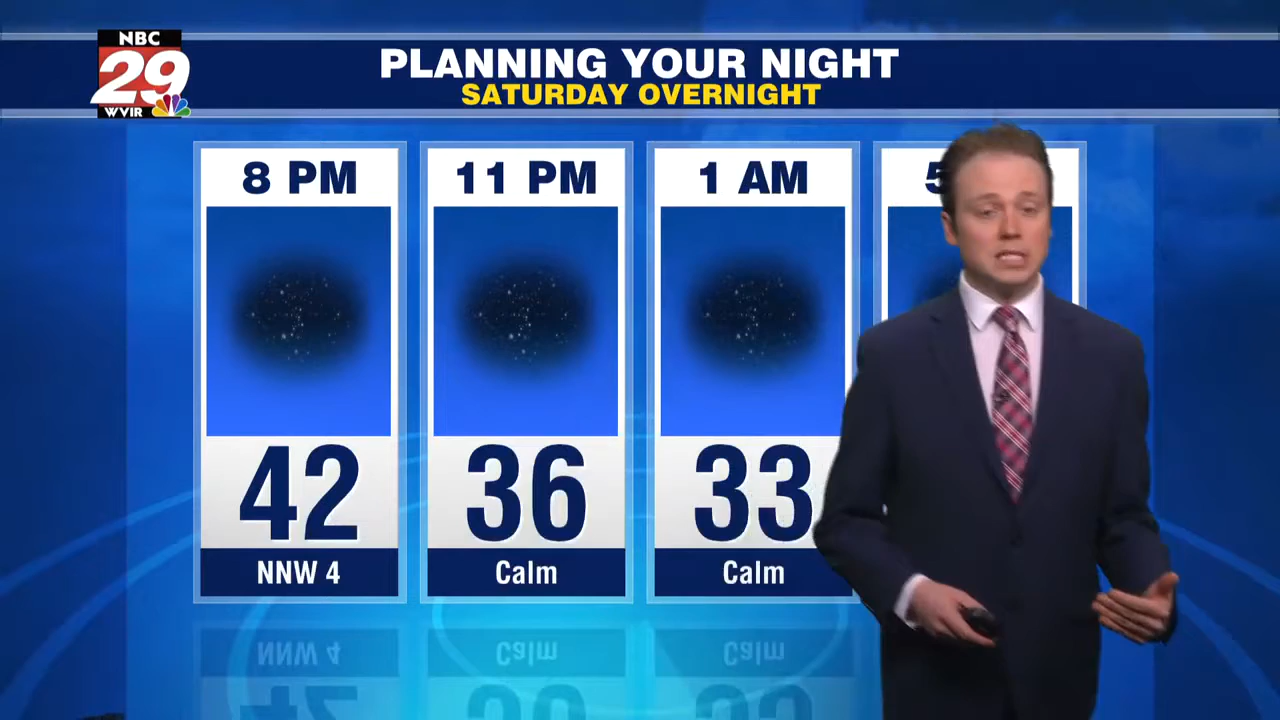 NBC
29
WVIR
PLANNING YOUR NIGHT
SATURDAY OVERNIGHT
8 PM
11 PM
1 AM
5
42
36
33
NNW 4
Calm
Calm